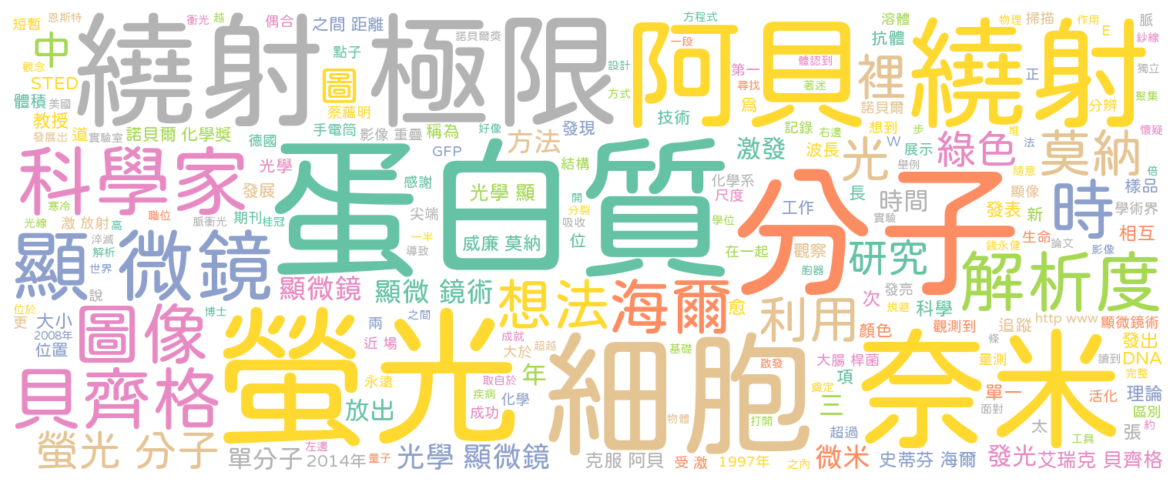 短暫 恩斯特 衝光 越 偶合 之間 距離 方程式 溶體 物理 掃描 作用 E 脈
中 繞射 極限 阿貝 繞射 紗線
觀念 點子 諾貝爾獎 一段 設計 體認到 第一 抗體 裡 正 獨立
STED 圖 方式 尋找 著迷 諾貝爾 分辨 聚集
體積 美國 蔡蘊明 為
教授 手電筒 影像 重疊 稱為 好像 發現 技術 記錄 右邊 想到 步 堆 懷疑
發展出 實驗室 道 諾貝爾 化學獎 德國 GFP 方法 激發 波長 光 W 展示 綠色 法 莫納
科學家 光學 發展 蛋白質 結構 感謝 光學 顯 化學系 尺度 分子 長 舉例 隨意 倍
寒冷 職位 脈衝光 期刊 桂冠 尖端 開 分裂 吸收 學位 工作 時間 實驗 發表 顯像 新 時 樣品 學術界
光線 激 放射 高 淬滅 解析 世界 一半 導致 威廉 莫納 位 在一起 觀察 胞器 研究 生命 錢永健 論文 相互 影像
顯 微鏡 顯微鏡 顯微 鏡術 想法 海爾 愈 次 發亮 規避 科學 解析度
說 博士 之間 利用 顏色 觀測到 追蹤 http www 顯微鏡術
位於 更 大小 圖像 兩 成就 大於 超越 條 讀到 發出
2008年 位置 近 場 螢光 基礎 細胞 啟發 大腸 桿菌 奈米 量測 DNA 完整
貝齊格 永遠 放出 取自於 年 疾病 化學 奠定 項 單一 活化 理論
成功 物體 打開 三 面對 區別
左邊 超過 太 工具 張 約
螢光 分子 單分子 2014年 量子 光學 顯微鏡 克服 阿貝 受 激 1997年 之內 微米 史蒂芬 海爾 發光 艾瑞克 貝齊格